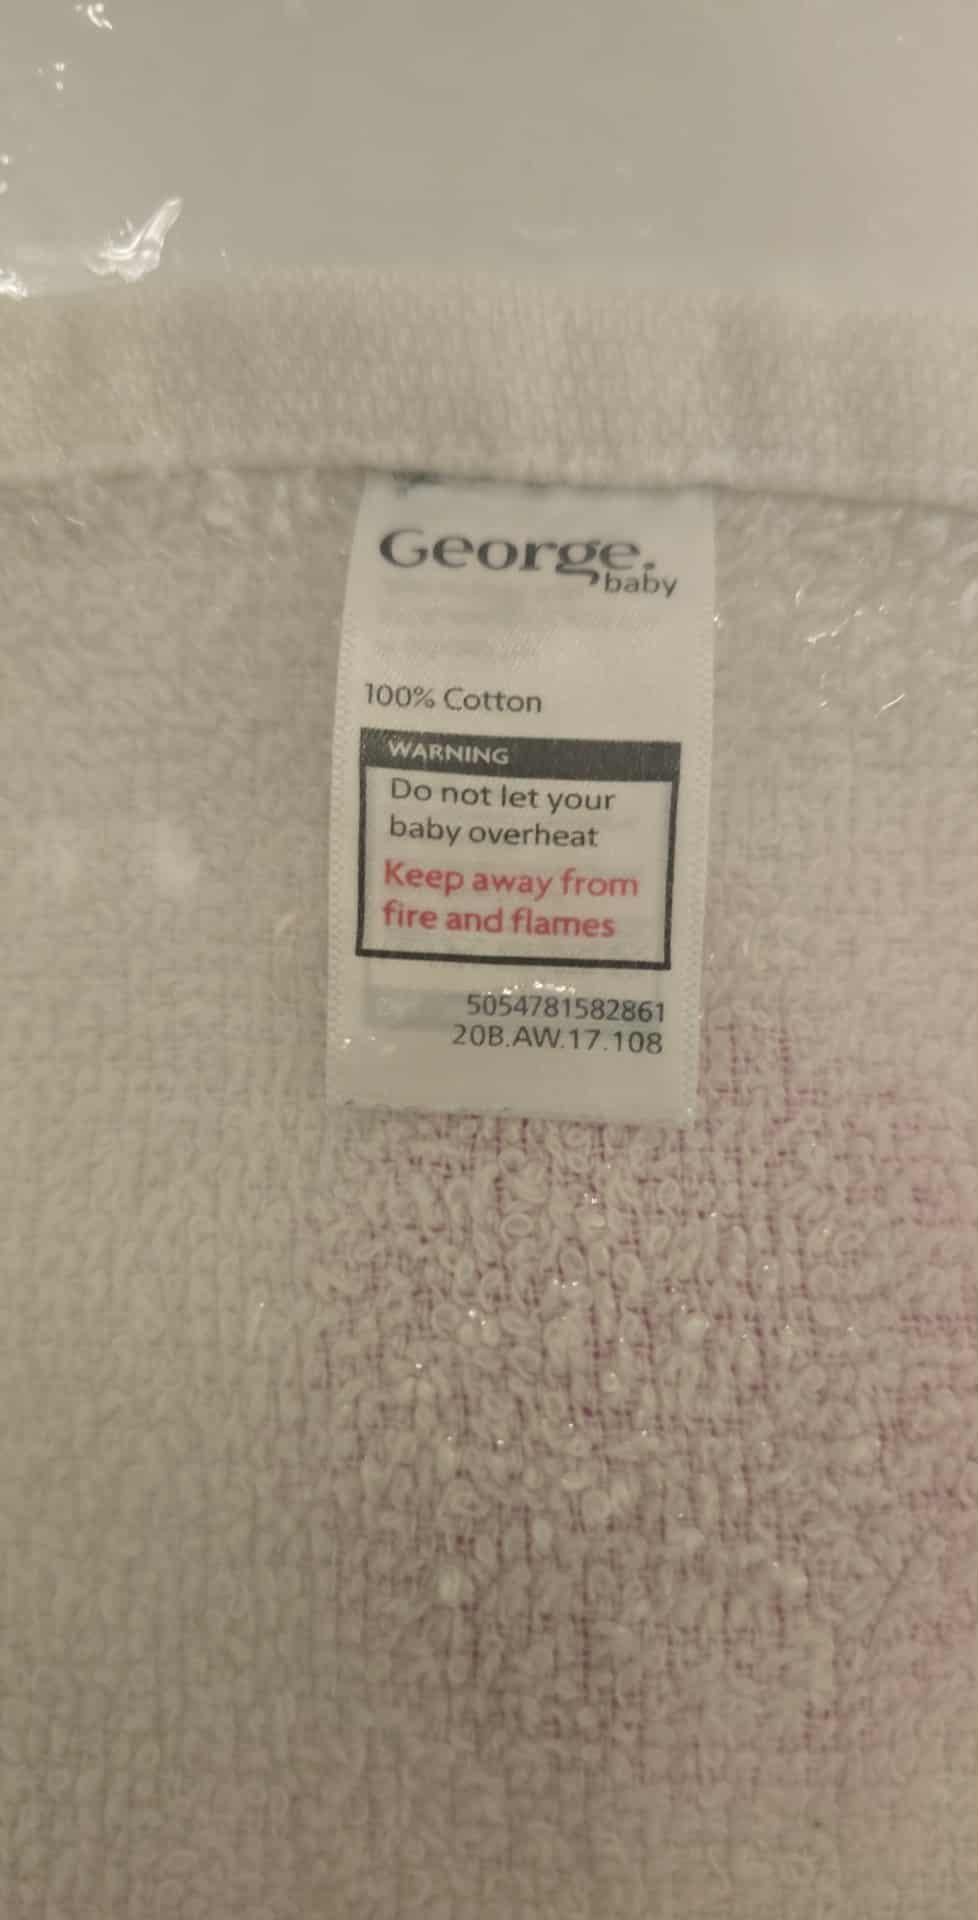 George.
baby
100% Cotton
WARNING
Do not let your
baby overheat
Keep away from
fire and flames
5054781582861
20B.AW.17.108